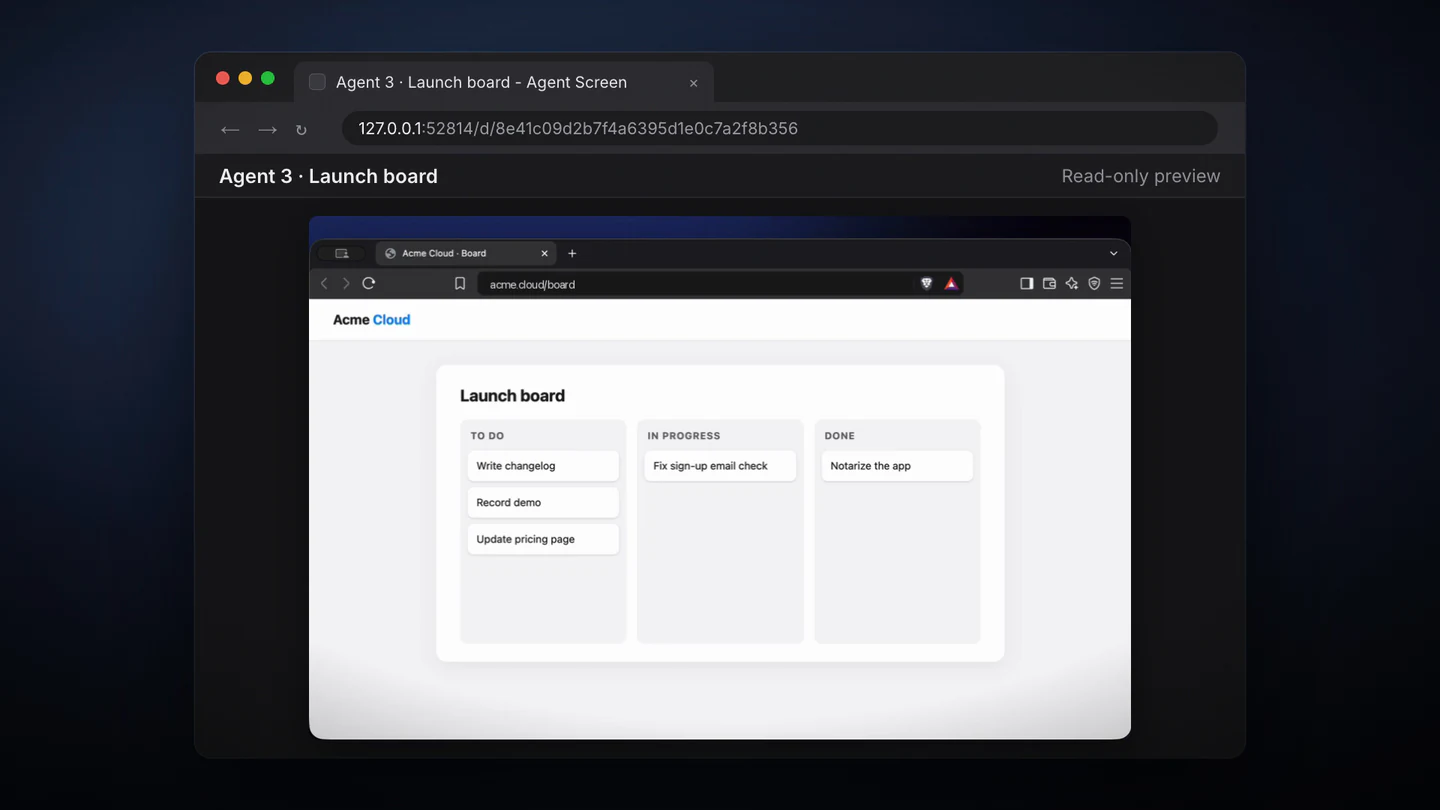 Agent 3 · Launch board - Agent Screen
127.0.0.1:52814/d/8e41c09d2b7f4a6395d1e0c7a2f8b356
Agent 3 · Launch board
Read-only preview
Acme Cloud · Board
acme.cloud/board
Acme Cloud
Launch board
TO DO
Write changelog
Record demo
Update pricing page
IN PROGRESS
Fix sign-up email check
DONE
Notarize the app